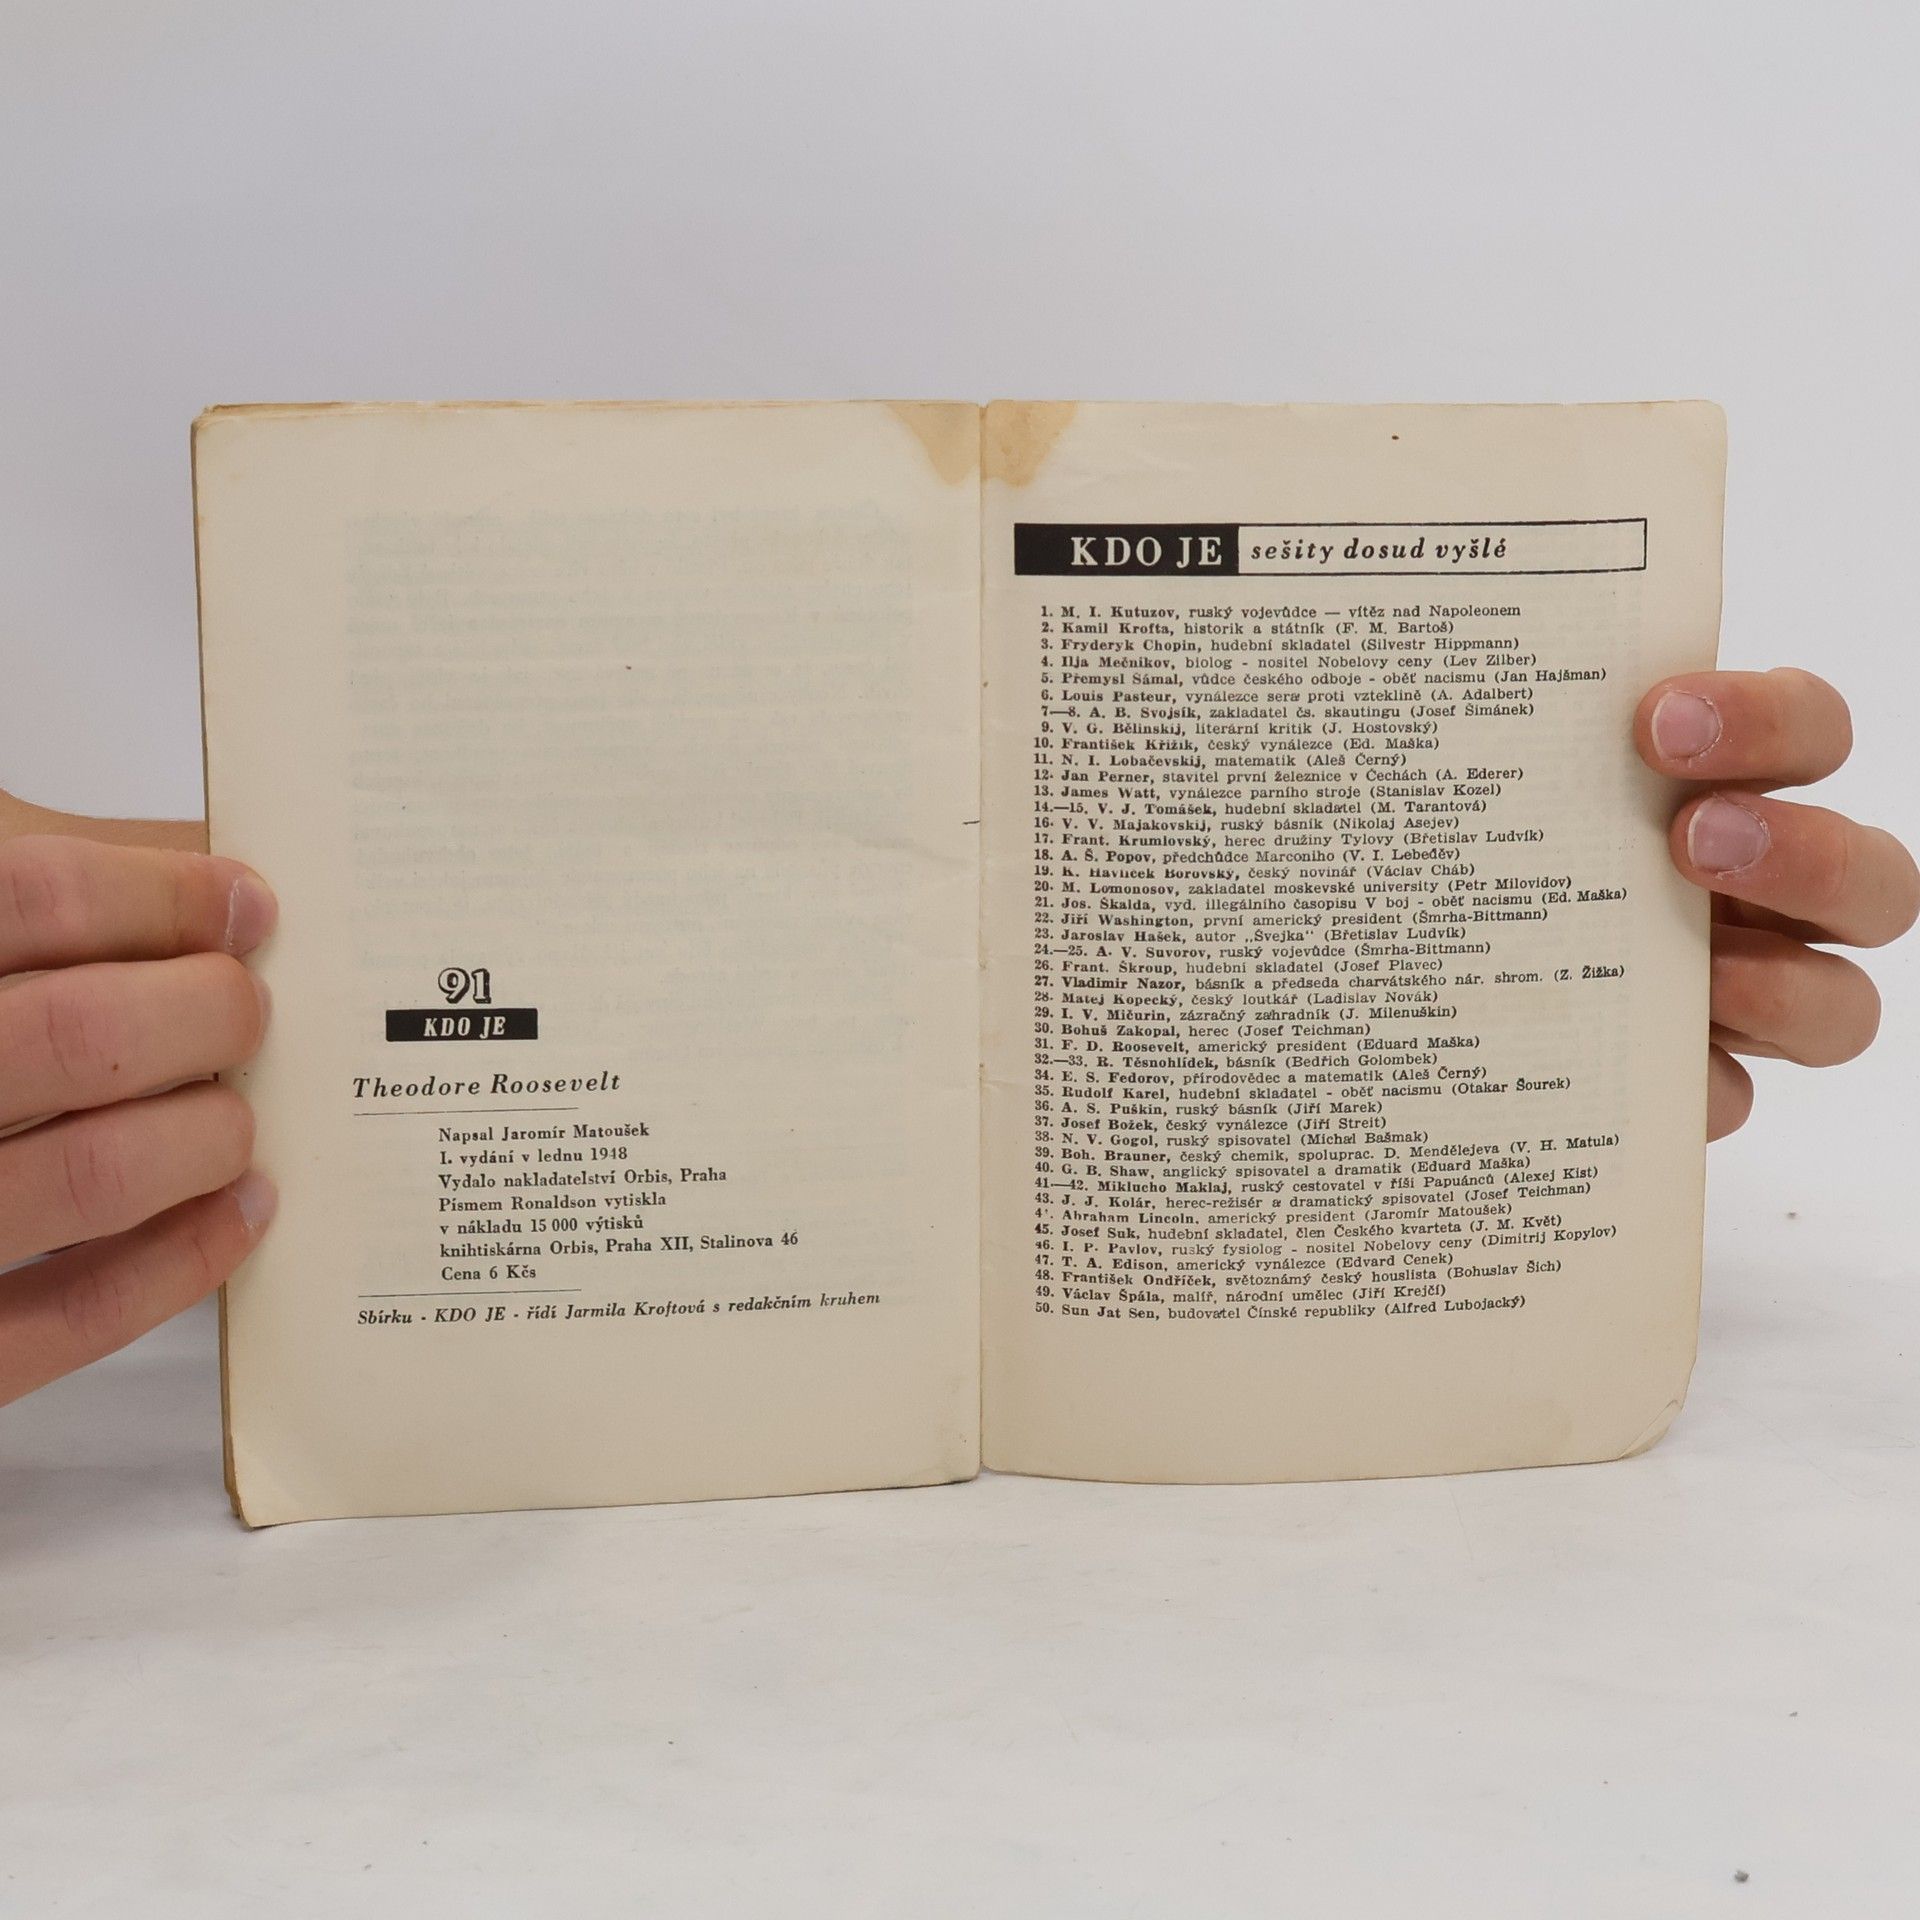 91
KDO JE
Theodore Roosevelt
Napsal Jaromír Matoušek
I. vydání v lednu 1948
Vydalo nakladatelství Orbis, Praha
Písmem Ronaldson vytiskla
v nákladu 15 000 výtisků
knihtiskárna Orbis, Praha XII, Stalinova 46
Cena 6 Kčs
Sbírku - KDO JE - řídí Jarmila Kroftová s redakčním kruhem
KDO JE sešity dosud vyšlé
1. M. I. Kutuzov, ruský vojevůdce — vítěz nad Napoleonem
2. Kamil Krofta, historik a státník (F. M. Bartoš)
3. Fryderyk Chopin, hudební skladatel (Silvestr Hippmann)
4. Ilja Mečnikov, biolog - nositel Nobelovy ceny (Lev Zilber)
5. Přemysl Šámal, vůdce českého odboje - oběť nacismu (Jan Hajšman)
6. Louis Pasteur, vynálezce sera proti vzteklině (A. Adalbert)
7—8. A. B. Svojsík, zakladatel čs. skautingu (Josef Šimánek)
9. V. G. Bělinskij, literární kritik (J. Hostovský)
10. František Křižík, český vynálezce (Ed. Maška)
11. N. I. Lobačevskij, matematik (Aleš Černý)
12. Jan Perner, stavitel první železnice v Čechách (A. Ederer)
13. James Watt, vynálezce parního stroje (Stanislav Kozel)
14.—15. V. J. Tomášek, hudební skladatel (M. Tarantová)
16. V. V. Majakovskij, ruský básník (Nikolaj Asejev)
17. Frant. Krumlovský, herec družiny Tylovy (Břetislav Ludvík)
18. A. Š. Popov, předchůdce Marconiho (V. I. Lebeděv)
19. K. Havlíček Borovský, český novinář (Václav Cháb)
20. M. Lomonosov, zakladatel moskevské university (Petr Milovidov)
21. Jos. Škalda, vyd. illegálního časopisu V boj - oběť nacismu (Ed. Maška)
22. Jiří Washington, první americký president (Šmrha-Bittmann)
23. Jaroslav Hašek, autor „Švejka“ (Břetislav Ludvík)
24.—25. A. V. Suvorov, ruský vojevůdce (Šmrha-Bittmann)
26. Frant. Škroup, hudební skladatel (Josef Plavec)
27. Vladimir Nazor, básník a předseda charvátského nár. shrom. (Z. Žižka)
28. Matej Kopecký, český loutkář (Ladislav Novák)
29. I. V. Mičurin, zázračný zahradník (J. Milenuškin)
30. Bohuš Zakopal, herec (Josef Teichman)
31. F. D. Roosevelt, americký president (Eduard Maška)
32.—33. R. Těsnohlídek, básník (Bedřich Golombek)
34. E. S. Fedorov, přírodovědec a matematik (Aleš Černý)
35. Rudolf Karel, hudební skladatel - oběť nacismu (Otakar Šourek)
36. A. S. Puškin, ruský básník (Jiří Marek)
37. Josef Božek, český vynálezce (Jiří Streit)
38. N. V. Gogol, ruský spisovatel (Michal Bašmak)
39. Boh. Brauner, český chemik, spoluprac. D. Mendělejeva (V. H. Matula)
40. G. B. Shaw, anglický spisovatel a dramatik (Eduard Maška)
41.—42. Miklucho Maklaj, ruský cestovatel v říši Papuánců (Alexej Kist)
43. J. J. Kolár, herec-režisér a dramatický spisovatel (Josef Teichman)
4'. Abraham Lincoln, americký president (Jaromír Matoušek)
45. Josef Suk, hudební skladatel, člen Českého kvarteta (J. M. Květ)
46. I. P. Pavlov, ruský fysiolog - nositel Nobelovy ceny (Dimitrij Kopylov)
47. T. A. Edison, americký vynálezce (Edvard Cenek)
48. František Ondříček, světoznámý český houslista (Bohuslav Šich)
49. Václav Špála, malíř, národní umělec (Jiří Krejčí)
50. Sun Jat Sen, budovatel Čínské republiky (Alfred Lubojacký)